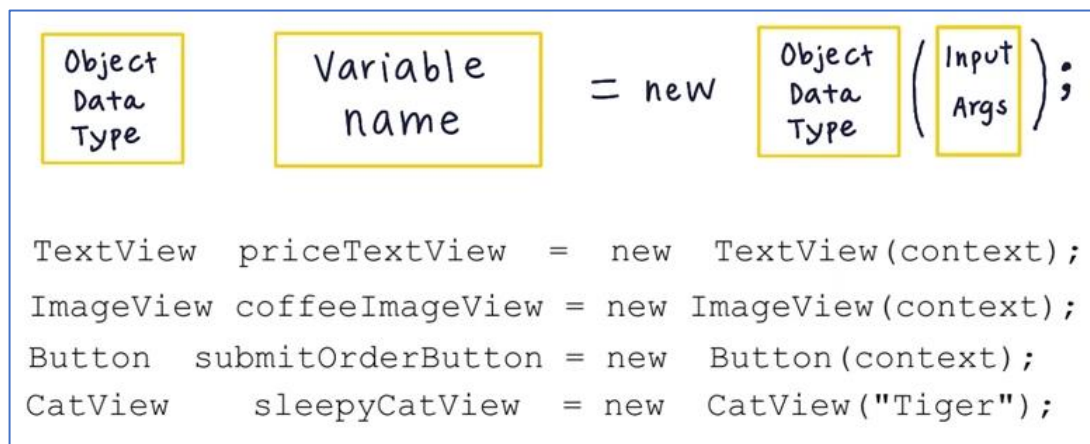 Object Data Type
Variable name
= new
Object Data Type
(
Input Args
);
TextView priceTextView = new TextView(context);
ImageView coffeeImageView = new ImageView(context);
Button submitOrderButton = new Button(context);
CatView sleepyCatView = new CatView("Tiger");